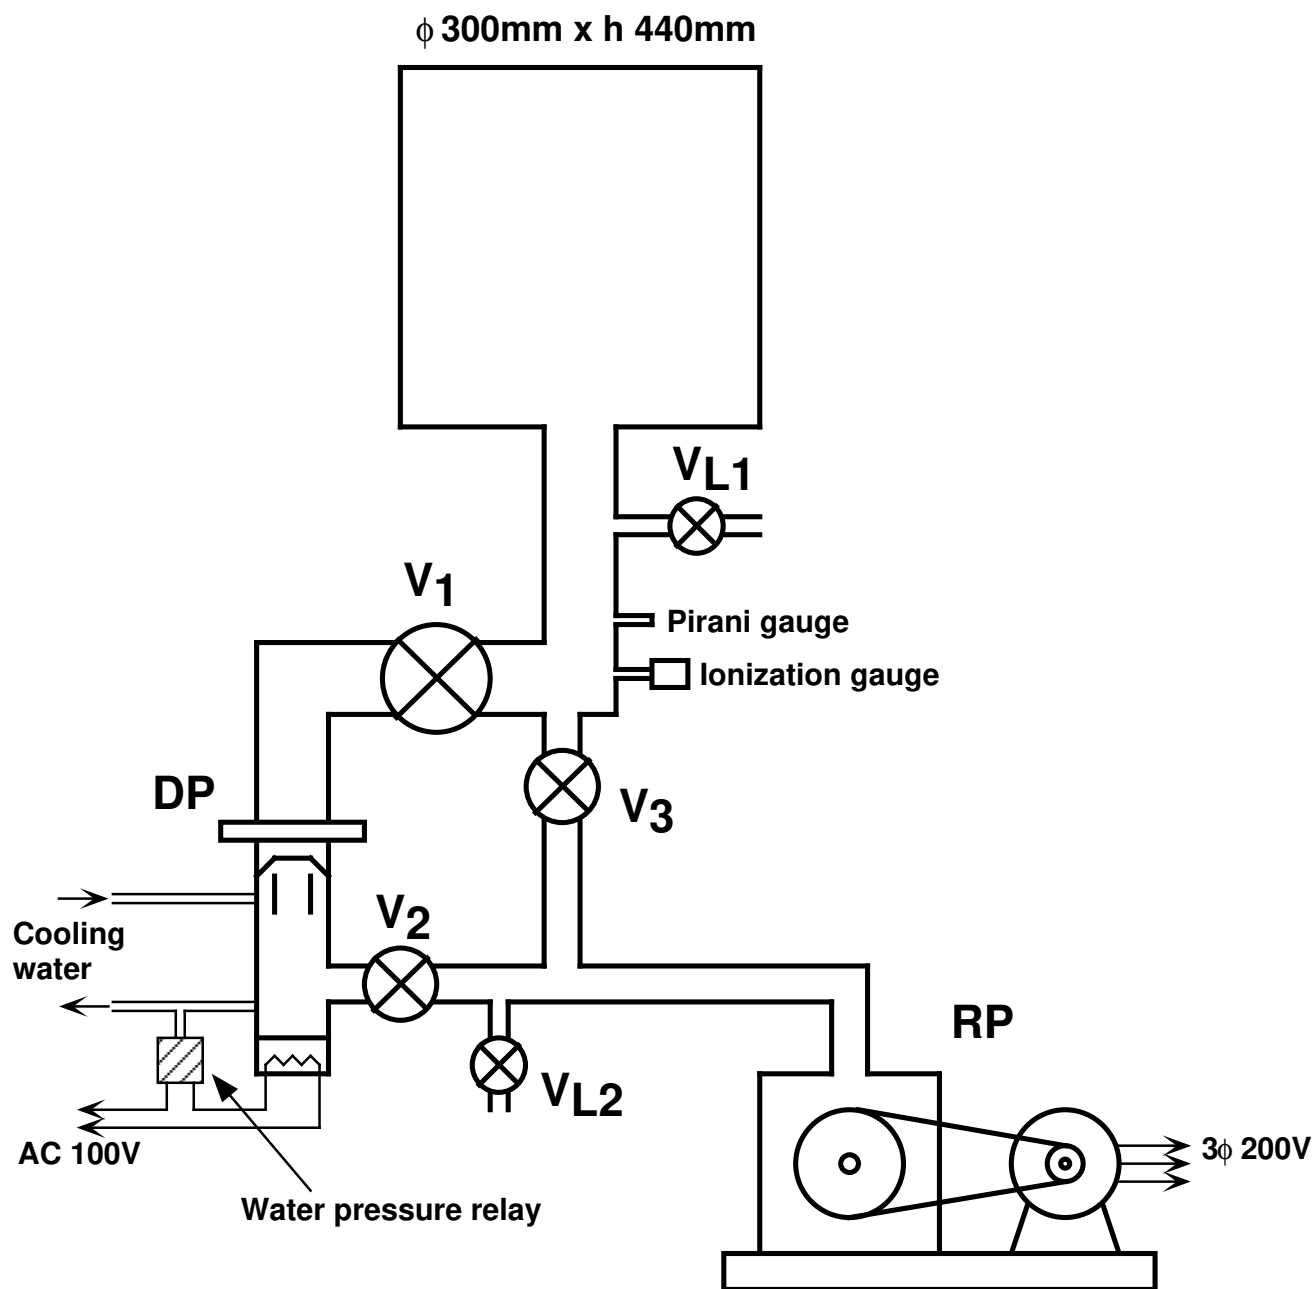 ϕ 300mm x h 440mm
VL1
V1
Pirani gauge
Ionization gauge
DP
V3
V2
Cooling
water
RP
VL2
AC 100V
3ϕ 200V
Water pressure relay